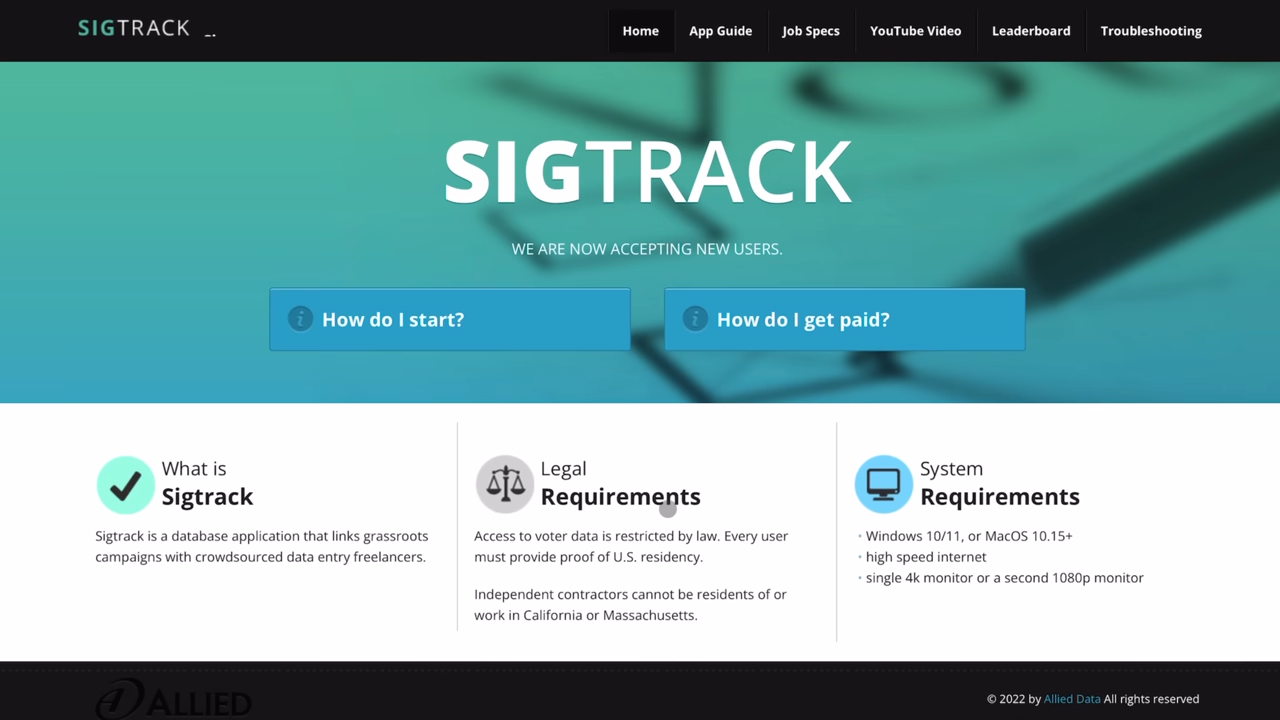 SIGTRACK
Home
App Guide
Job Specs
YouTube Video
Leaderboard
Troubleshooting
SIGTRACK
WE ARE NOW ACCEPTING NEW USERS.
How do I start?
How do I get paid?
What is
Sigtrack
Sigtrack is a database application that links grassroots
campaigns with crowdsourced data entry freelancers.
Legal
Requirements
Access to voter data is restricted by law. Every user
must provide proof of U.S. residency.
Independent contractors cannot be residents of or
work in California or Massachusetts.
System
Requirements
• Windows 10/11, or MacOS 10.15+
• high speed internet
• single 4k monitor or a second 1080p monitor
ALLIED
© 2022 by Allied Data All rights reserved